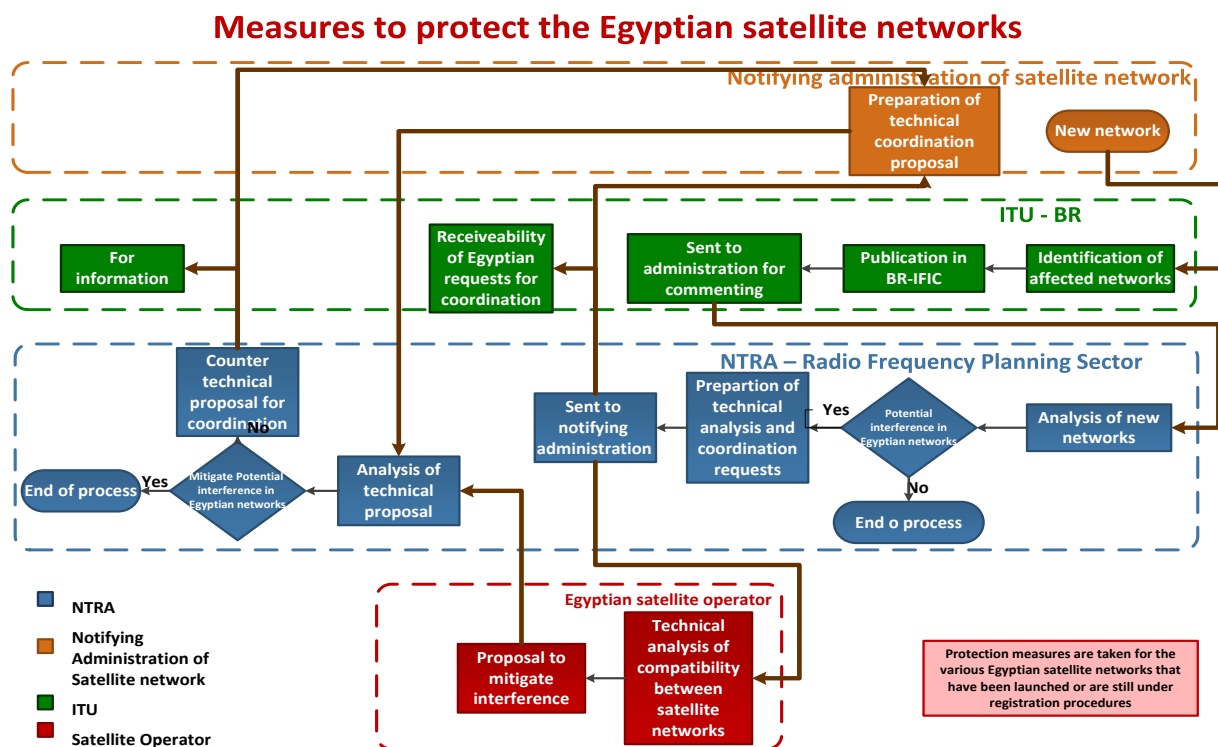 Measures to protect the Egyptian satellite networks
Notifying administration of satellite network
Preparation of
technical
coordination
proposal
New network
ITU - BR
For
information
Receiveability
of Egyptian
requests for
coordination
Sent to
administration for
commenting
Publication in
BR-IFIC
Identification of
affected networks
NTRA – Radio Frequency Planning Sector
Counter
technical
proposal for
coordination
No
Sent to
notifying
administration
Prepartion of
technical
analysis and
coordination
requests
Yes
Potential
interference in
Egyptian networks
Analysis of new
networks
End of process
Yes
Mitigate Potential
interference in
Egyptian networks
Analysis of
technical
proposal
No
End o process
Egyptian satellite operator
Proposal to
mitigate
interference
Technical
analysis of
compatibility
between
satellite
networks
NTRA
Notifying
Administration of
Satellite network
ITU
Satellite Operator
Protection measures are taken for the
various Egyptian satellite networks that
have been launched or are still under
registration procedures